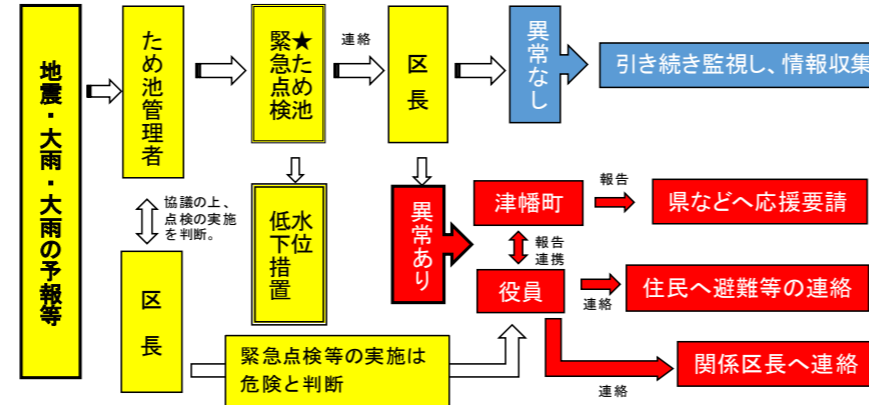 地震・大雨・大雨の予報等
ため池管理者
★ため池
緊急点検
連絡
区長
異常なし
引き続き監視し、情報収集
協議の上、
点検の実施
を判断。
区長
水位
低下措置
異常あり
津幡町
報告
県などへ応援要請
報告
連携
役員
連絡
住民へ避難等の連絡
緊急点検等の実施は
危険と判断
連絡
関係区長へ連絡